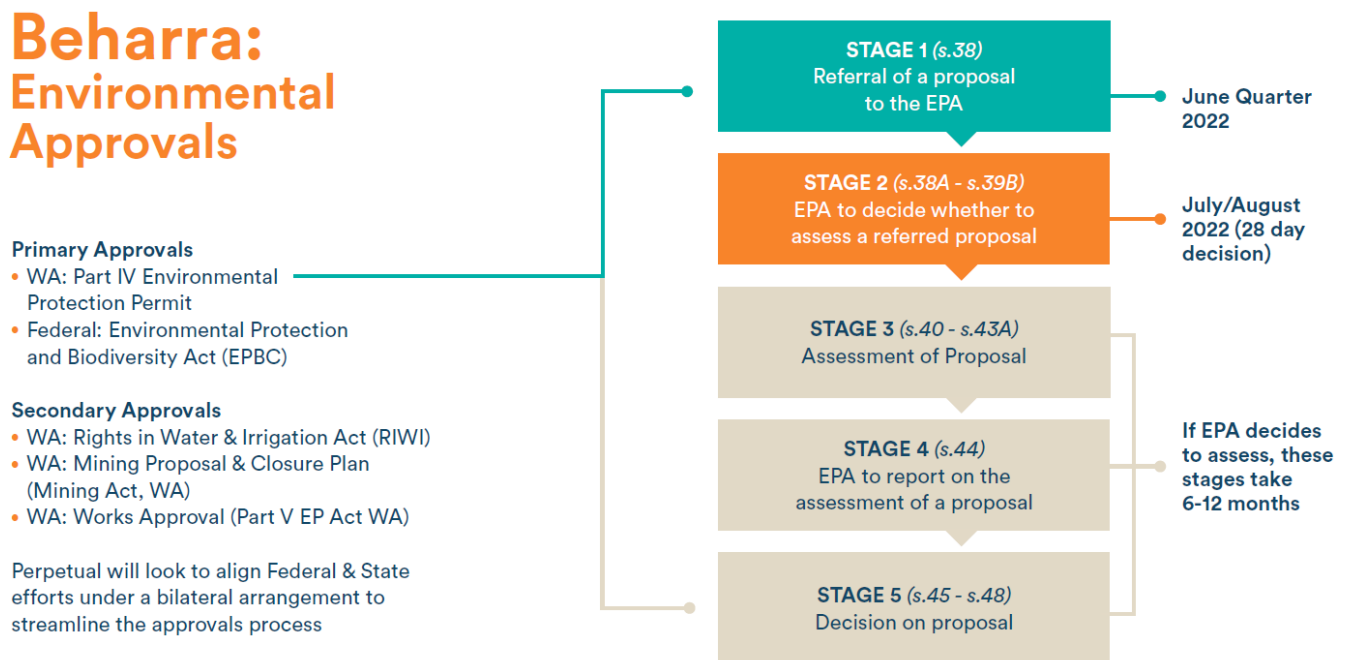 Beharra:
Environmental
Approvals
Primary Approvals
• WA: Part IV Environmental
Protection Permit
• Federal: Environmental Protection
and Biodiversity Act (EPBC)
Secondary Approvals
• WA: Rights in Water & Irrigation Act (RIWI)
• WA: Mining Proposal & Closure Plan
(Mining Act, WA)
• WA: Works Approval (Part V EP Act WA)
Perpetual will look to align Federal & State
efforts under a bilateral arrangement to
streamline the approvals process
STAGE 1 (s.38)
Referral of a proposal
to the EPA
June Quarter
2022
STAGE 2 (s.38A - s.39B)
EPA to decide whether to
assess a referred proposal
July/August
2022 (28 day
decision)
STAGE 3 (s.40 - s.43A)
Assessment of Proposal
STAGE 4 (s.44)
EPA to report on the
assessment of a proposal
If EPA decides
to assess, these
stages take
6-12 months
STAGE 5 (s.45 - s.48)
Decision on proposal